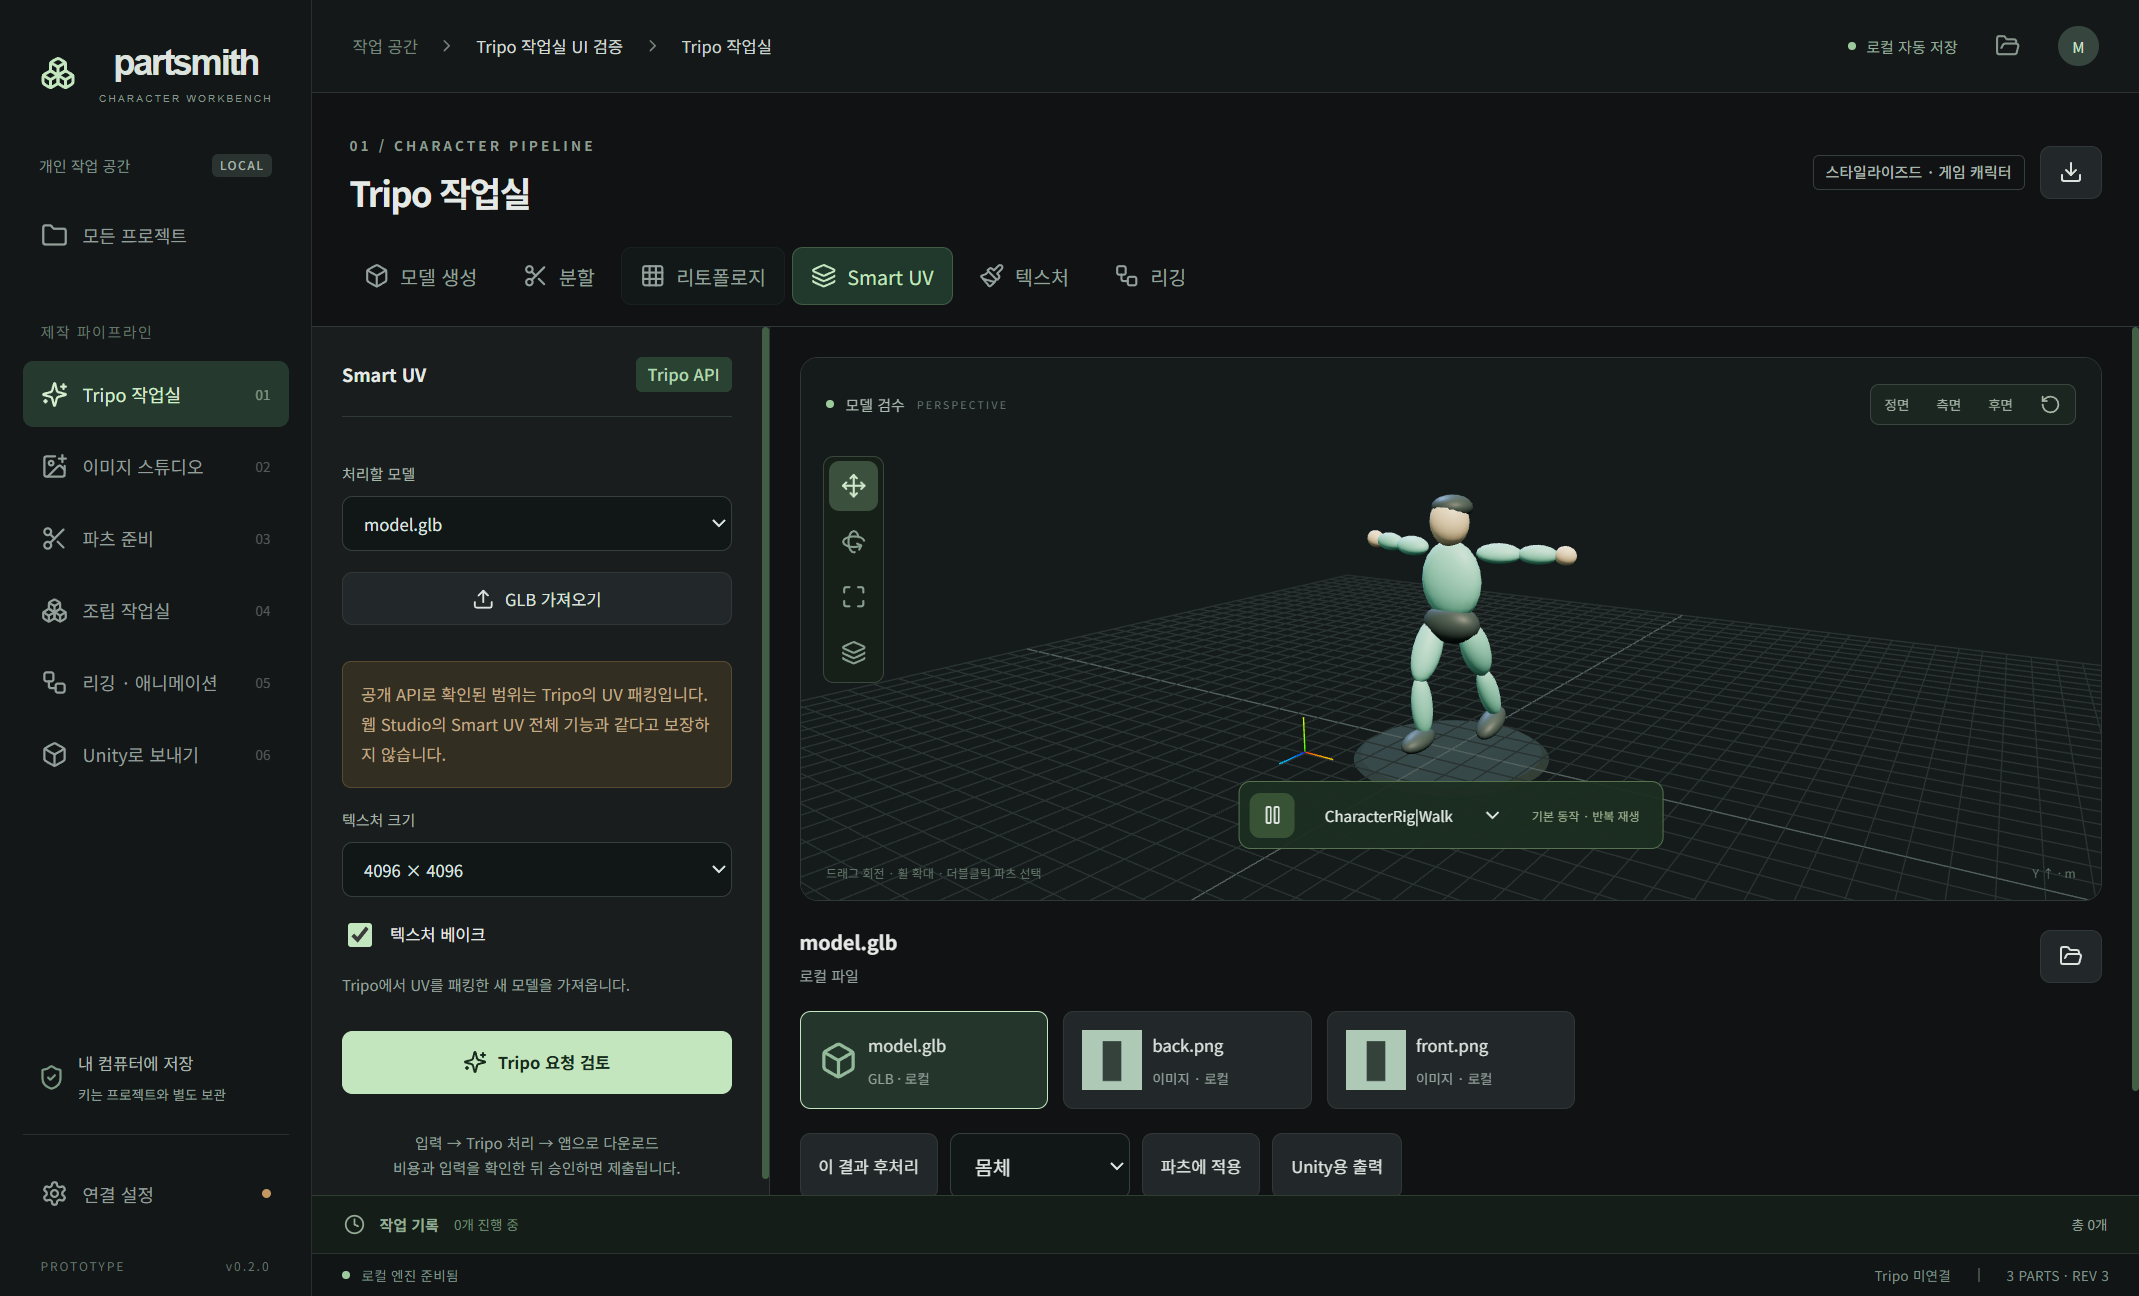 partsmith
CHARACTER WORKBENCH
개인 작업 공간
LOCAL
모든 프로젝트
제작 파이프라인
Tripo 작업실 01
이미지 스튜디오 02
파츠 준비 03
조립 작업실 04
리깅 · 애니메이션 05
Unity로 보내기 06
내 컴퓨터에 저장
키는 프로젝트와 별도 보관
연결 설정
PROTOTYPE v0.2.0
작업 공간 > Tripo 작업실 UI 검증 > Tripo 작업실
로컬 자동 저장
M
01 / CHARACTER PIPELINE
Tripo 작업실
스타일라이즈드 · 게임 캐릭터
모델 생성
분할
리토폴로지
Smart UV
텍스처
리깅
Smart UV
Tripo API
처리할 모델
model.glb
GLB 가져오기
공개 API로 확인된 범위는 Tripo의 UV 패킹입니다.
웹 Studio의 Smart UV 전체 기능과 같다고 보장하
지 않습니다.
텍스처 크기
4096 × 4096
텍스처 베이크
Tripo에서 UV를 패킹한 새 모델을 가져옵니다.
Tripo 요청 검토
입력 → Tripo 처리 → 앱으로 다운로드
비용과 입력을 확인한 뒤 승인하면 제출됩니다.
모델 검수 PERSPECTIVE
정면 측면 후면
CharacterRig|Walk
기본 동작 · 반복 재생
드래그 회전 · 휠 확대 · 더블클릭 파츠 선택
Y ↑ · m
model.glb
로컬 파일
model.glb
GLB · 로컬
back.png
이미지 · 로컬
front.png
이미지 · 로컬
이 결과 후처리
몸체
파츠에 적용
Unity용 출력
작업 기록 0개 진행 중
총 0개
로컬 엔진 준비됨
Tripo 미연결 | 3 PARTS · REV 3